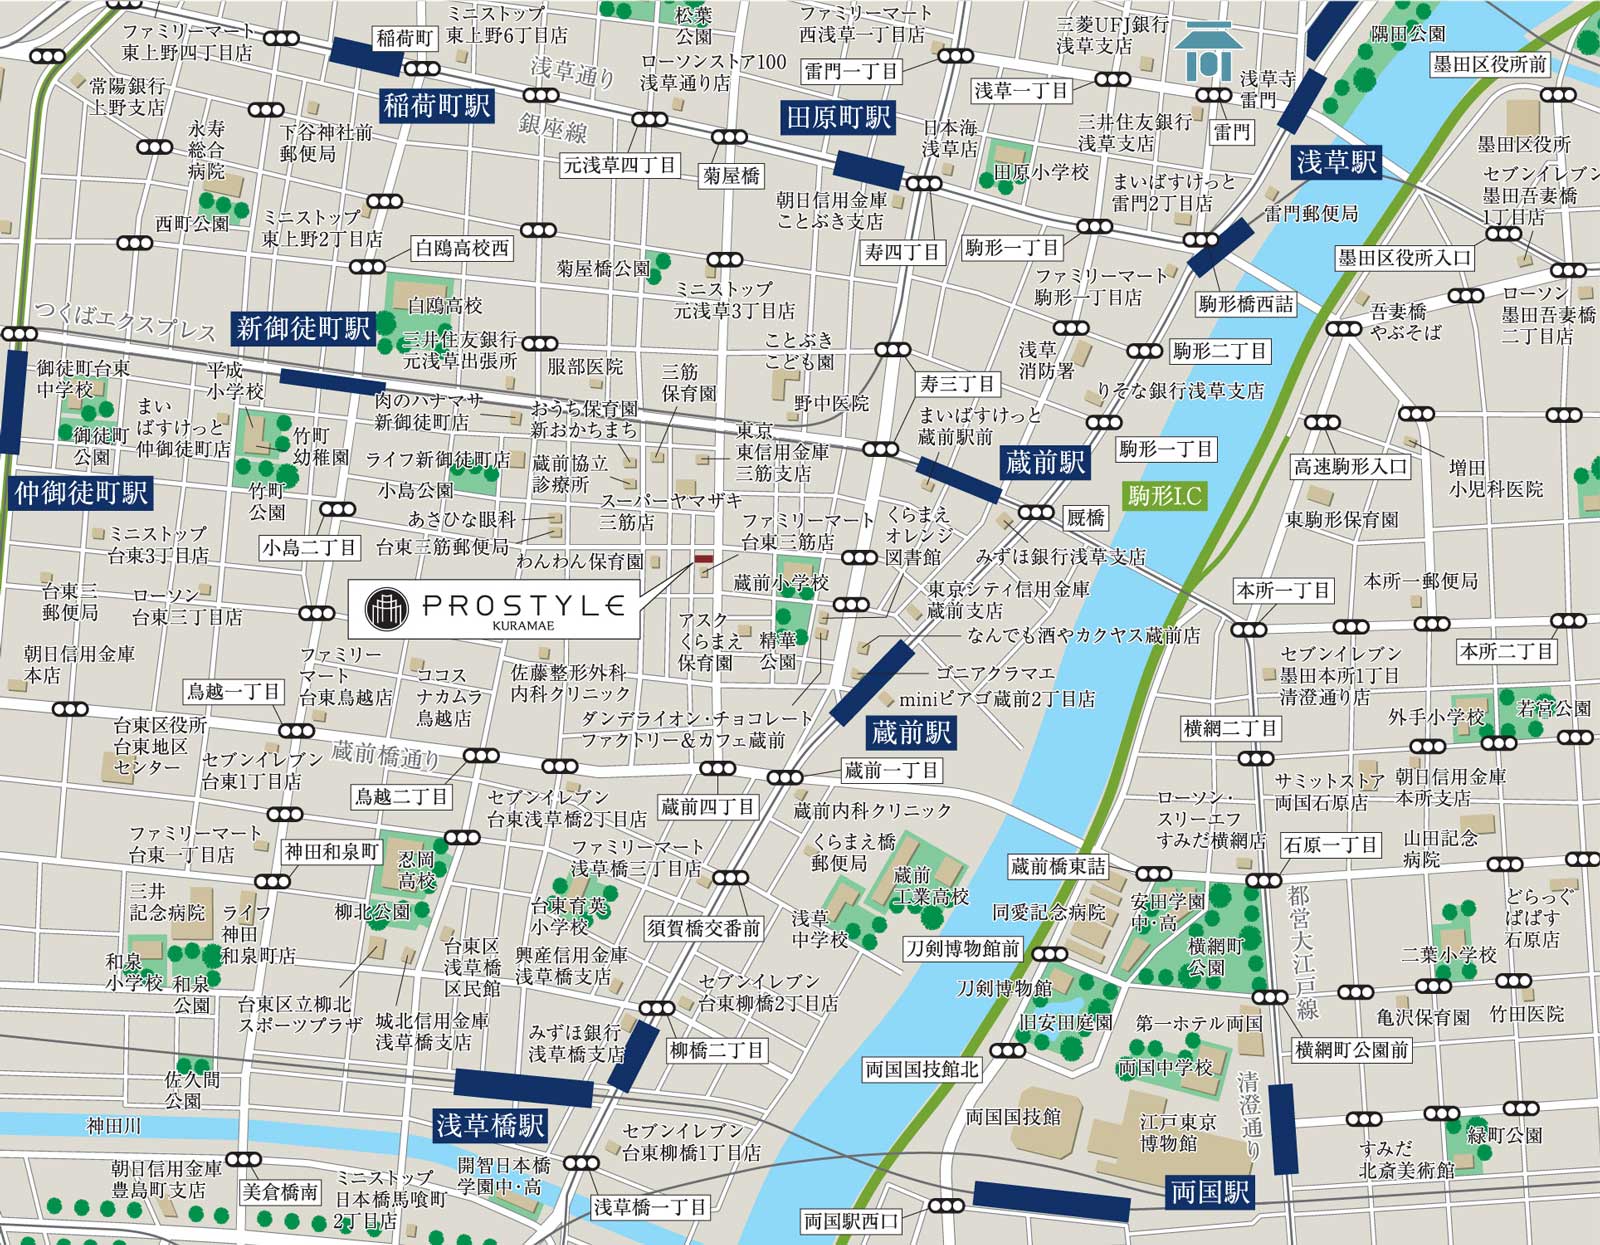 ファミリーマート
東上野四丁目店
稲荷町
ミニストップ
東上野6丁目店
松葉
公園
ファミリーマート
西浅草一丁目店
三菱UFJ銀行
浅草支店
隅田公園
墨田区役所前
常陽銀行
上野支店
稲荷町駅
浅草通り
銀座線
ローソンストア100
浅草通り店
雷門一丁目
田原町駅
浅草一丁目
浅草寺
雷門
雷門
永寿
総合
病院
下谷神社前
郵便局
元浅草四丁目
菊屋橋
日本海
浅草店
田原小学校
三井住友銀行
浅草支店
浅草駅
墨田区役所
セブンイレブン
墨田吾妻橋
1丁目店
西町公園
ミニストップ
東上野2丁目店
白鴎高校西
朝日信用金庫
ことぶき支店
寿四丁目
駒形一丁目
まいばすけっと
雷門2丁目店
雷門郵便局
墨田区役所入口
菊屋橋公園
ミニストップ
元浅草3丁目店
ファミリーマート
駒形一丁目店
駒形橋西詰
吾妻橋
やぶそば
ローソン
墨田吾妻橋
二丁目店
つくばエクスプレス
新御徒町駅
白鴎高校
三井住友銀行
元浅草出張所
服部医院
三筋
保育園
ことぶき
こども園
野中医院
寿三丁目
浅草
消防署
駒形二丁目
りそな銀行浅草支店
御徒町台東
中学校
平成
小学校
まい
ばすけっと
仲御徒町店
御徒町
公園
竹町
幼稚園
肉のハナマサ
新御徒町店
おうち保育園
新おかちまち
東京
東信用金庫
三筋支店
まいばすけっと
蔵前駅前
蔵前駅
駒形一丁目
駒形I.C
高速駒形入口
増田
小児科医院
東駒形保育園
仲御徒町駅
竹町
公園
ライフ新御徒町店
小島公園
蔵前協立
診療所
スーパーヤマザキ
三筋店
あさひな眼科
台東三筋郵便局
わんわん保育園
ファミリーマート
台東三筋店
くらまえ
オレンジ
図書館
厩橋
みずほ銀行浅草支店
ミニストップ
台東3丁目店
小島二丁目
台東三
郵便局
ローソン
台東三丁目店
PROSTYLE
KURAMAE
蔵前小学校
東京シティ信用金庫
蔵前支店
本所一丁目
本所一郵便局
本所二丁目
アスク
くらまえ
保育園
精華
公園
なんでも酒やカクヤス蔵前店
ゴニアクラマエ
miniピアゴ蔵前2丁目店
蔵前駅
朝日信用金庫
本店
鳥越一丁目
ファミリー
マート
台東鳥越店
ココス
ナカムラ
鳥越店
佐藤整形外科
内科クリニック
ダンデライオン・チョコレート
ファクトリー&カフェ蔵前
セブンイレブン
墨田本所1丁目
清澄通り店
横網二丁目
外手小学校
若宮公園
台東区役所
台東地区
センター
セブンイレブン
台東1丁目店
蔵前橋通り
鳥越二丁目
セブンイレブン
台東浅草橋2丁目店
蔵前四丁目
蔵前一丁目
蔵前内科クリニック
サミットストア
両国石原店
朝日信用金庫
本所支店
ローソン・
スリーエフ
すみだ横網店
石原一丁目
山田記念
病院
ファミリーマート
台東一丁目店
神田和泉町
忍岡
高校
柳北公園
ファミリーマート
浅草橋三丁目店
台東育英
小学校
くらまえ橋
郵便局
蔵前
工業高校
浅草
中学校
須賀橋交番前
蔵前橋東詰
同愛記念病院
安田学園
中・高
横網町
公園
都営大江戸線
どらっぐ
ぱぱす
石原店
二葉小学校
三井
記念病院
ライフ
神田
和泉町店
和泉
小学校
和泉
公園
台東区
浅草橋
区民館
興産信用金庫
浅草橋支店
台東区立柳北
スポーツプラザ
城北信用金庫
浅草橋支店
セブンイレブン
台東柳橋2丁目店
みずほ銀行
浅草橋支店
柳橋二丁目
刀剣博物館前
刀剣博物館
旧安田庭園
第一ホテル両国
両国中学校
横網町公園前
亀沢保育園
竹田医院
両国国技館北
両国国技館
江戸東京
博物館
清澄通り
佐久間
公園
神田川
浅草橋駅
セブンイレブン
台東柳橋1丁目店
開智日本橋
学園中・高
浅草橋一丁目
朝日信用金庫
豊島町支店
美倉橋南
ミニストップ
日本橋馬喰町
2丁目店
両国駅西口
両国駅
すみだ
北斎美術館
緑町公園